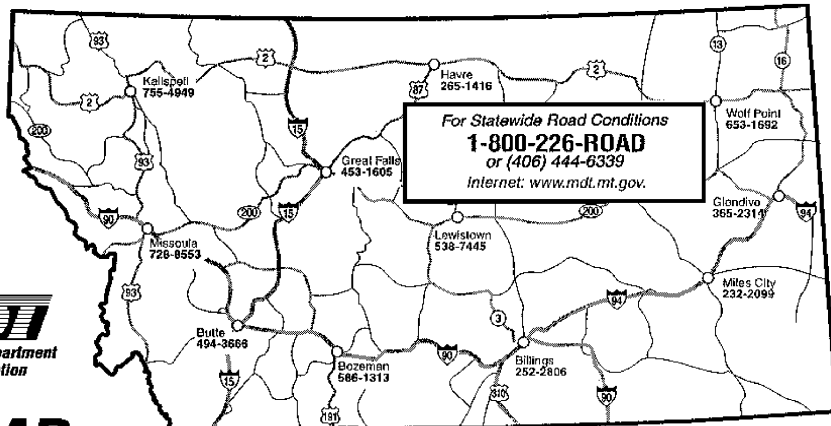 93
2
Havre
265-1416
2
13
16
Kalispell
755-4949
2
87
Wolf Point
653-1692
200
93
15
Great Falls
453-1605
For Statewide Road Conditions
1-800-226-ROAD
or (406) 444-6339
Internet: www.mdt.mt.gov.
Glendive
365-2314
94
90
Missoula
728-8553
200
15
Lewistown
538-7445
200
93
Miles City
232-2099
94
3
Butte
494-3666
Billings
252-2806
90
Bozeman
586-1313
15
191
310
90